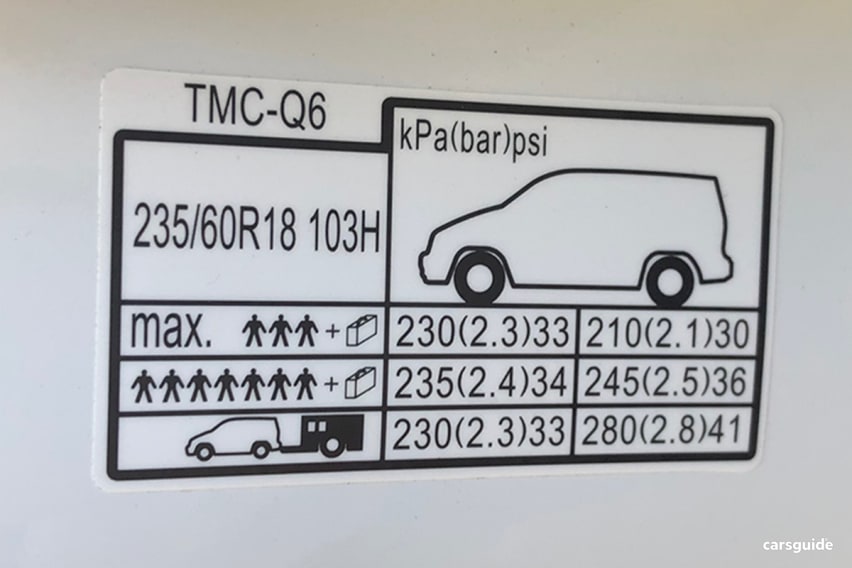 TMC-Q6
kPa(bar)psi
235/60R18 103H
max. + 230(2.3)33 210(2.1)30
+ 235(2.4)34 245(2.5)36
230(2.3)33 280(2.8)41
carsguide